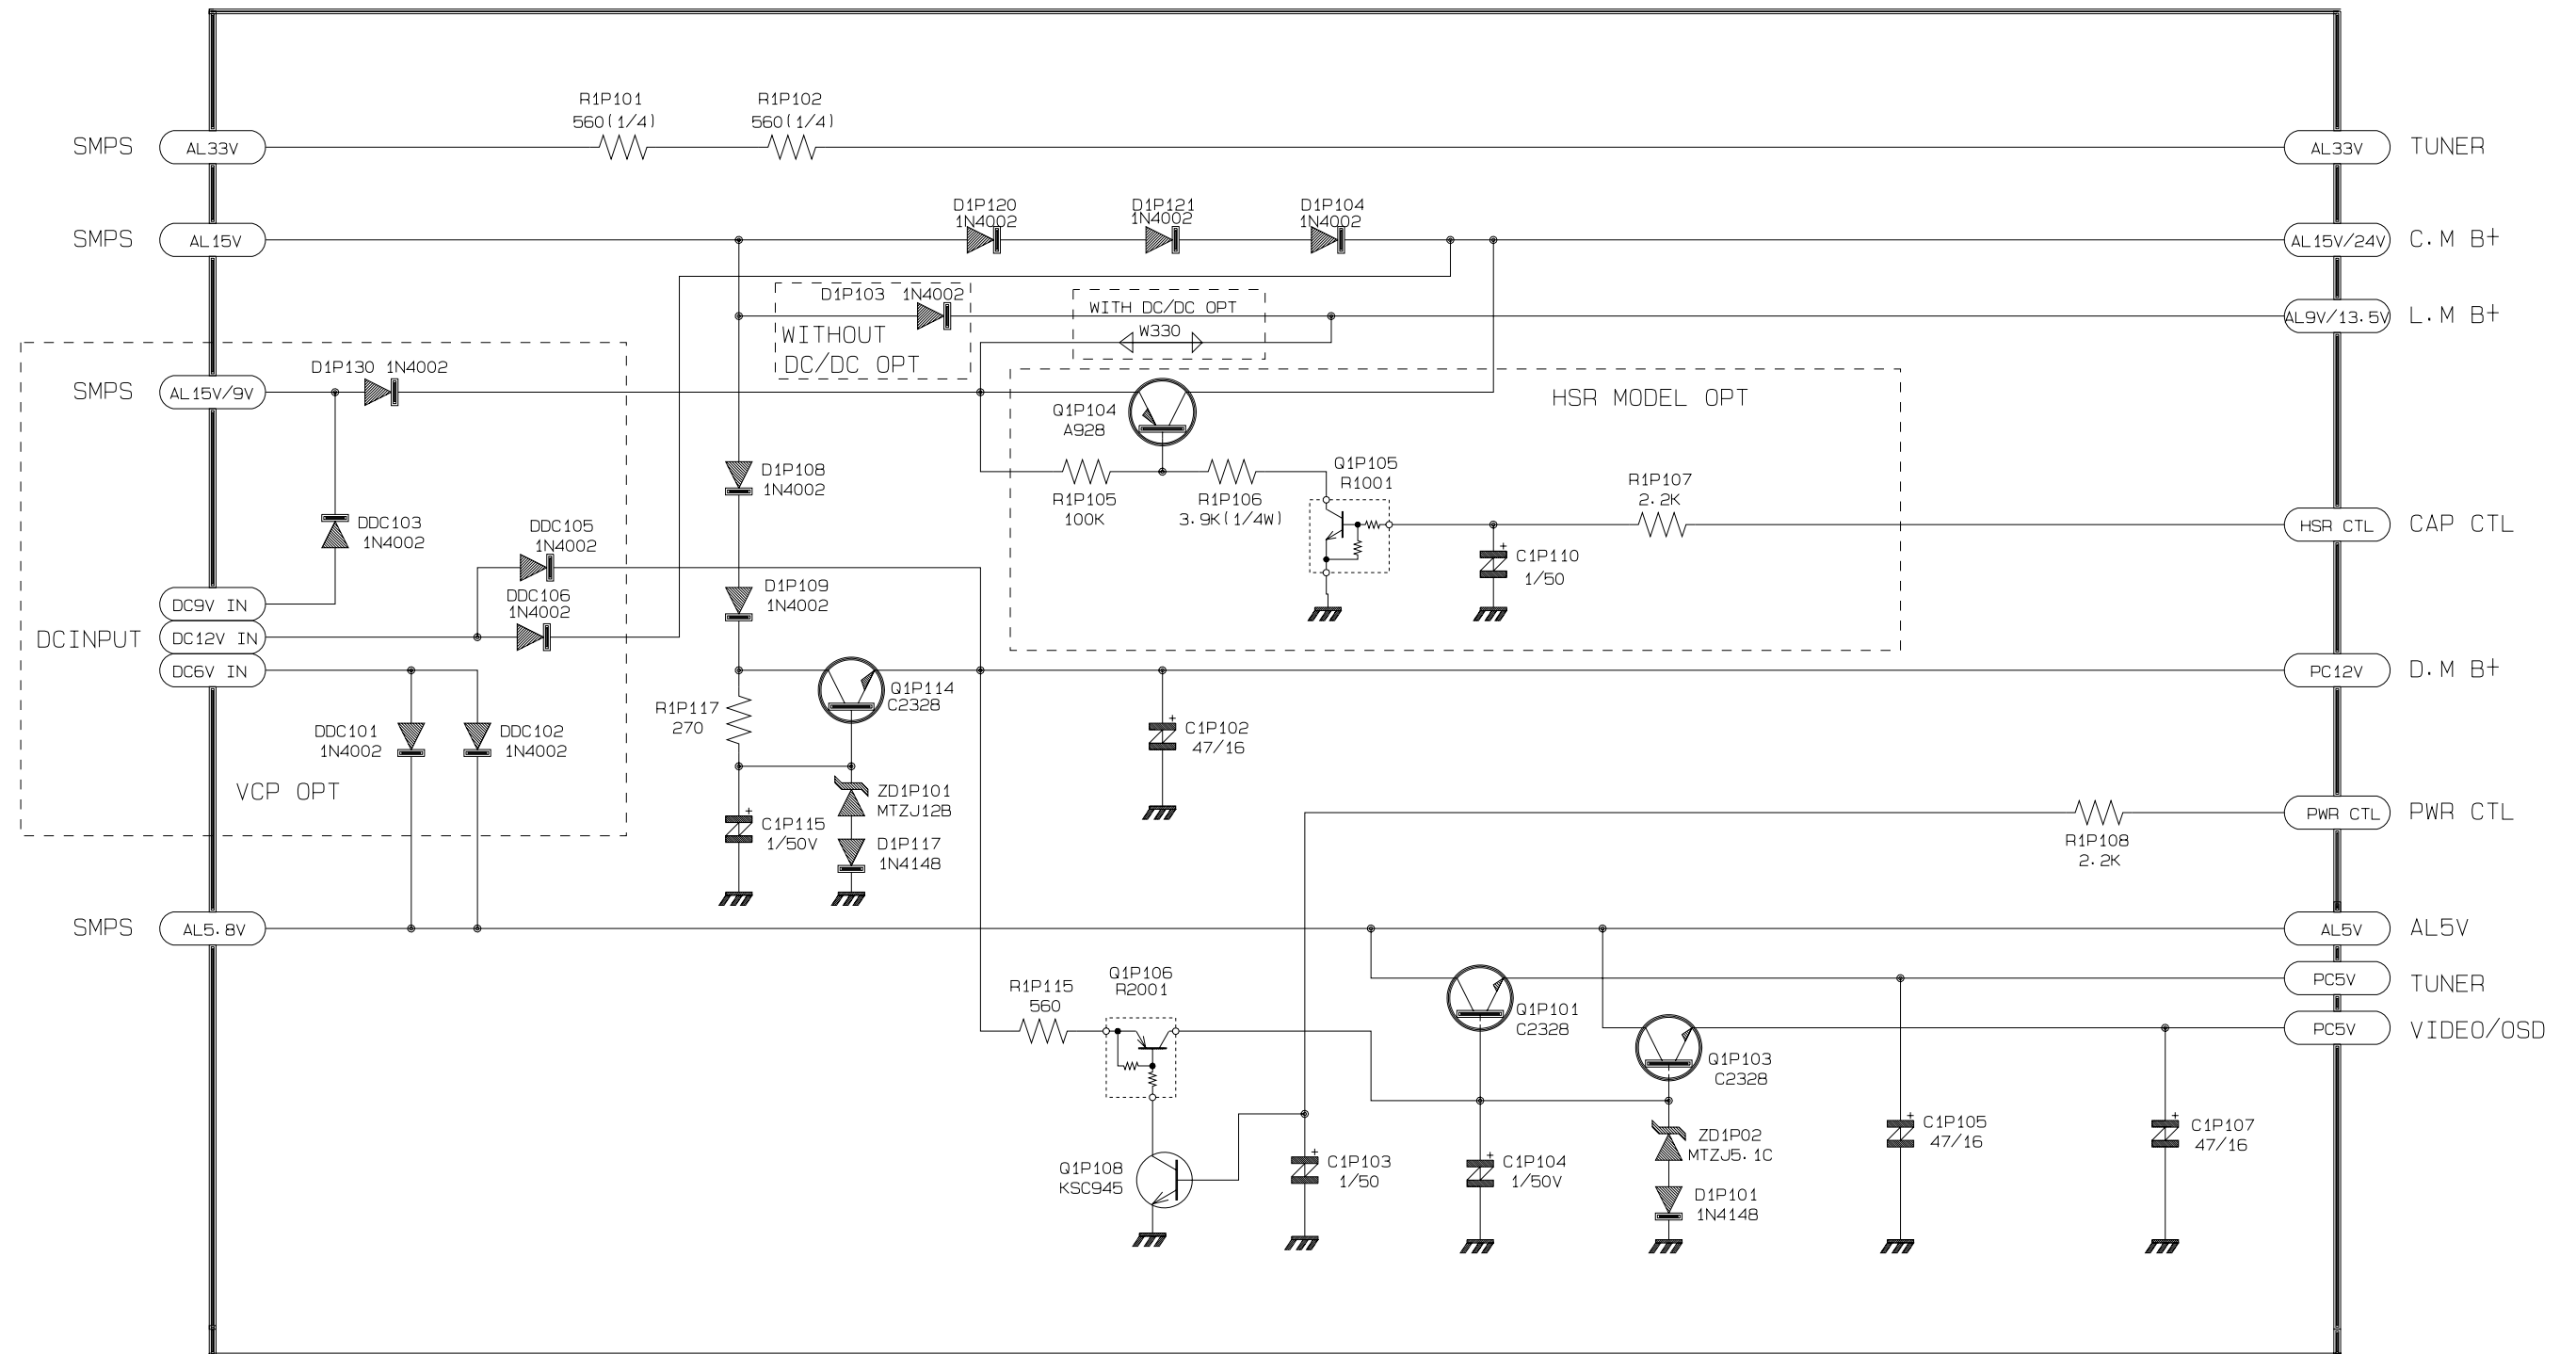 R1P101
560(1/4)
R1P102
560(1/4)
SMPS
AL33V
AL33V
TUNER
D1P120
1N4002
D1P121
1N4002
D1P104
1N4002
SMPS
AL15V
AL15V/24V
C.M B+
D1P103 1N4002
WITHOUT
DC/DC OPT
WITH DC/DC OPT
W330
AL9V/13.5V
L.M B+
D1P130 1N4002
SMPS
AL15V/9V
Q1P104
A928
HSR MODEL OPT
D1P108
1N4002
R1P105
100K
R1P106
3.9K(1/4W)
Q1P105
R1001
R1P107
2.2K
HSR CTL
CAP CTL
DDC103
1N4002
DDC105
1N4002
C1P110
1/50
D1P109
1N4002
DDC106
1N4002
DC9V IN
DCINPUT
DC12V IN
DC6V IN
PC12V
D.M B+
Q1P114
C2328
R1P117
270
DDC101
1N4002
DDC102
1N4002
C1P102
47/16
VCP OPT
ZD1P101
MTZJ12B
C1P115
1/50V
D1P117
1N4148
PWR CTL
PWR CTL
R1P108
2.2K
SMPS
AL5.8V
AL5V
AL5V
R1P115
560
Q1P106
R2001
PC5V
TUNER
Q1P101
C2328
PC5V
VIDEO/OSD
Q1P103
C2328
ZD1P02
MTZJ5.1C
C1P105
47/16
C1P107
47/16
Q1P108
KSC945
C1P103
1/50
C1P104
1/50V
D1P101
1N4148